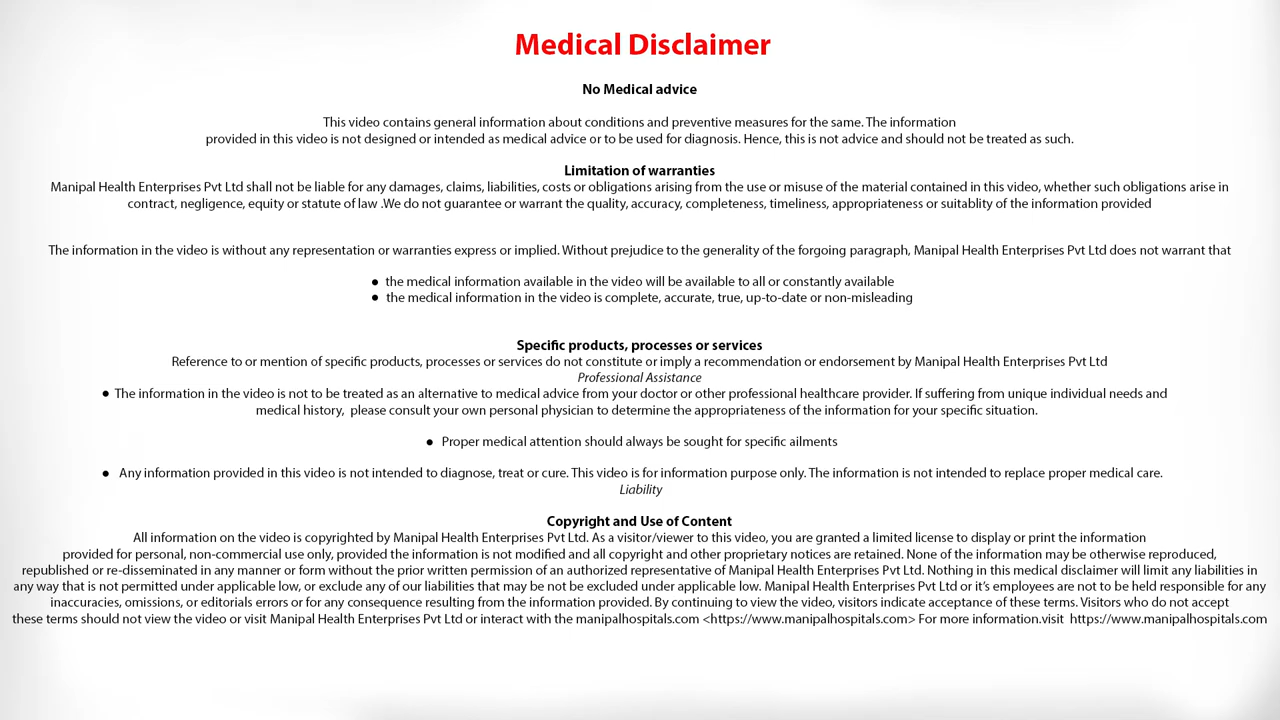 Medical Disclaimer
No Medical advice
This video contains general information about conditions and preventive measures for the same. The information
provided in this video is not designed or intended as medical advice or to be used for diagnosis. Hence, this is not advice and should not be treated as such.
Limitation of warranties
Manipal Health Enterprises Pvt Ltd shall not be liable for any damages, claims, liabilities, costs or obligations arising from the use or misuse of the material contained in this video, whether such obligations arise in
contract, negligence, equity or statute of law .We do not guarantee or warrant the quality, accuracy, completeness, timeliness, appropriateness or suitablity of the information provided
The information in the video is without any representation or warranties express or implied. Without prejudice to the generality of the forgoing paragraph, Manipal Health Enterprises Pvt Ltd does not warrant that
● the medical information available in the video will be available to all or constantly available
● the medical information in the video is complete, accurate, true, up-to-date or non-misleading
Specific products, processes or services
Reference to or mention of specific products, processes or services do not constitute or imply a recommendation or endorsement by Manipal Health Enterprises Pvt Ltd
Professional Assistance
● The information in the video is not to be treated as an alternative to medical advice from your doctor or other professional healthcare provider. If suffering from unique individual needs and
medical history, please consult your own personal physician to determine the appropriateness of the information for your specific situation.
● Proper medical attention should always be sought for specific ailments
● Any information provided in this video is not intended to diagnose, treat or cure. This video is for information purpose only. The information is not intended to replace proper medical care.
Liability
Copyright and Use of Content
All information on the video is copyrighted by Manipal Health Enterprises Pvt Ltd. As a visitor/viewer to this video, you are granted a limited license to display or print the information
provided for personal, non-commercial use only, provided the information is not modified and all copyright and other proprietary notices are retained. None of the information may be otherwise reproduced,
republished or re-disseminated in any manner or form without the prior written permission of an authorized representative of Manipal Health Enterprises Pvt Ltd. Nothing in this medical disclaimer will limit any liabilities in
any way that is not permitted under applicable low, or exclude any of our liabilities that may be not be excluded under applicable low. Manipal Health Enterprises Pvt Ltd or it's employees are not to be held responsible for any
inaccuracies, omissions, or editorials errors or for any consequence resulting from the information provided. By continuing to view the video, visitors indicate acceptance of these terms. Visitors who do not accept
these terms should not view the video or visit Manipal Health Enterprises Pvt Ltd or interact with the manipalhospitals.com <https://www.manipalhospitals.com> For more information.visit https://www.manipalhospitals.com